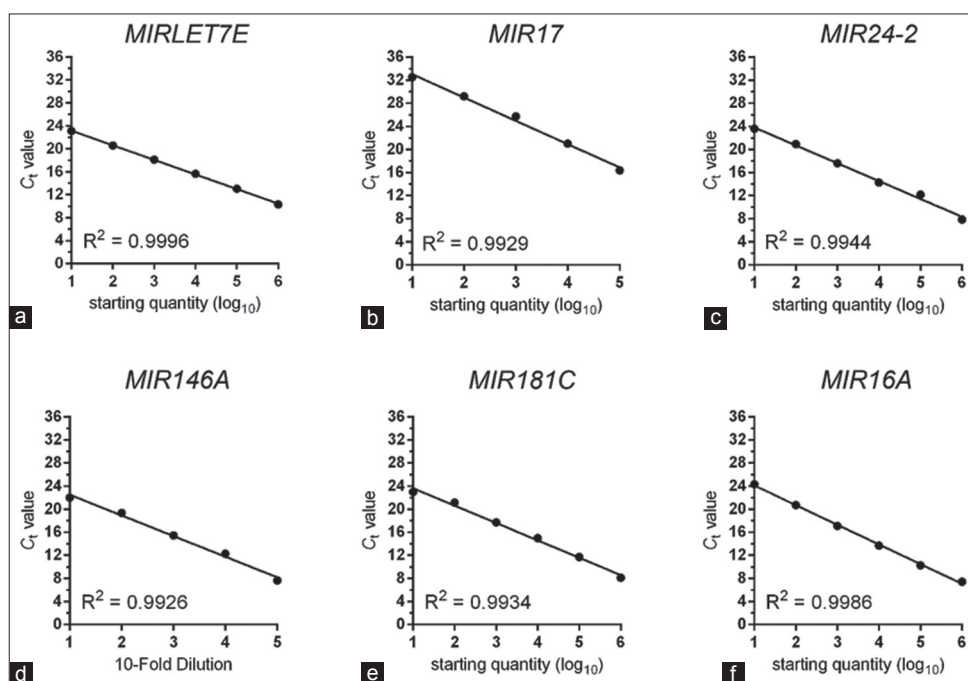 MIRLET7E
36
32
28
24
20
16
12
8
4
0
Ct value
R2 = 0.9996
1 2 3 4 5 6
starting quantity (log10)
a
MIR17
36
32
28
24
20
16
12
8
4
0
Ct value
R2 = 0.9929
1 2 3 4 5
starting quantity (log10)
b
MIR24-2
36
32
28
24
20
16
12
8
4
0
Ct value
R2 = 0.9944
1 2 3 4 5 6
starting quantity (log10)
c
MIR146A
36
32
28
24
20
16
12
8
4
0
Ct value
R2 = 0.9926
1 2 3 4 5
10-Fold Dilution
d
MIR181C
36
32
28
24
20
16
12
8
4
0
Ct value
R2 = 0.9934
1 2 3 4 5 6
starting quantity (log10)
e
MIR16A
36
32
28
24
20
16
12
8
4
0
Ct value
R2 = 0.9986
1 2 3 4 5 6
starting quantity (log10)
f